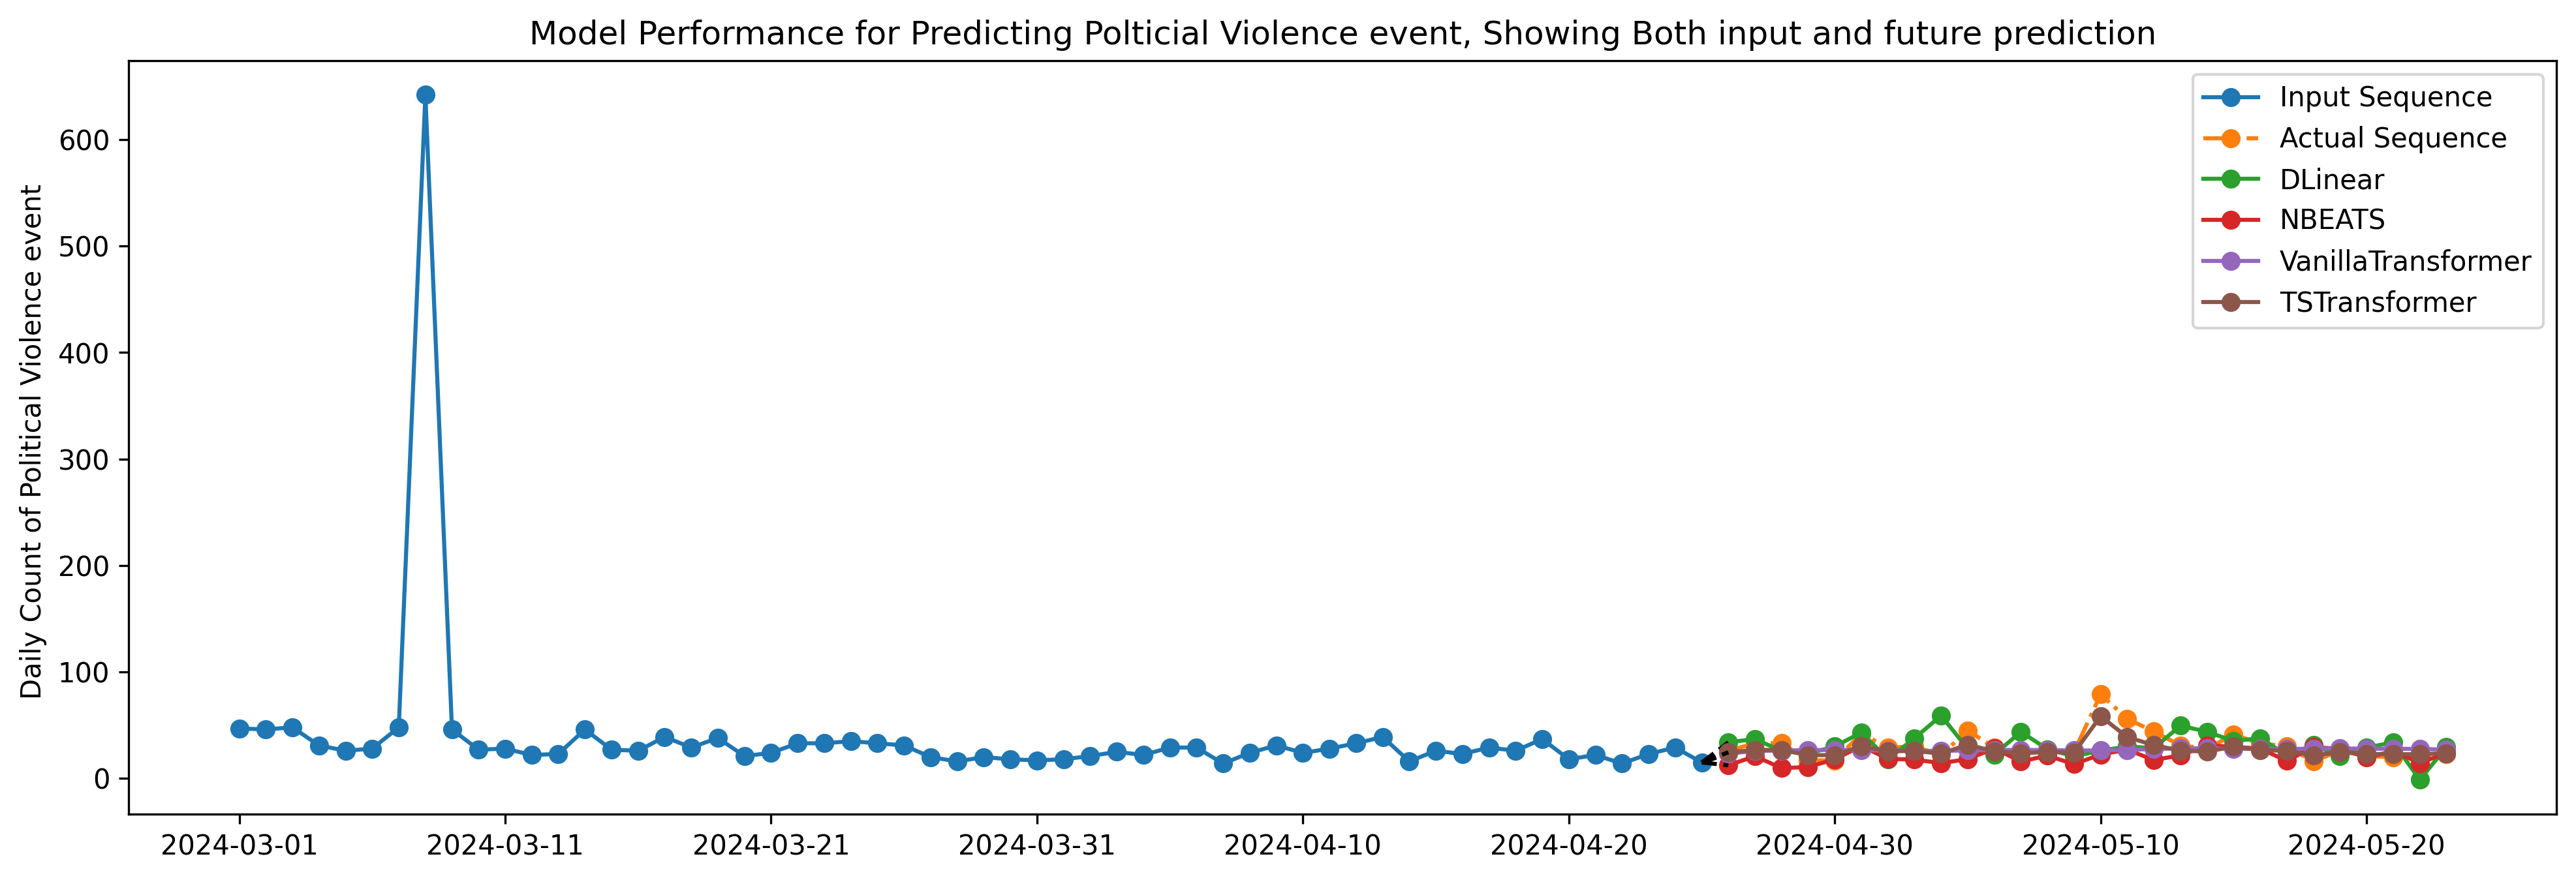 Model Performance for Predicting Polticial Violence event, Showing Both input and future prediction
Daily Count of Political Violence event
600
500
400
300
200
100
0
2024-03-01
2024-03-11
2024-03-21
2024-03-31
2024-04-10
2024-04-20
2024-04-30
2024-05-10
2024-05-20
Input Sequence
Actual Sequence
DLinear
NBEATS
VanillaTransformer
TSTransformer